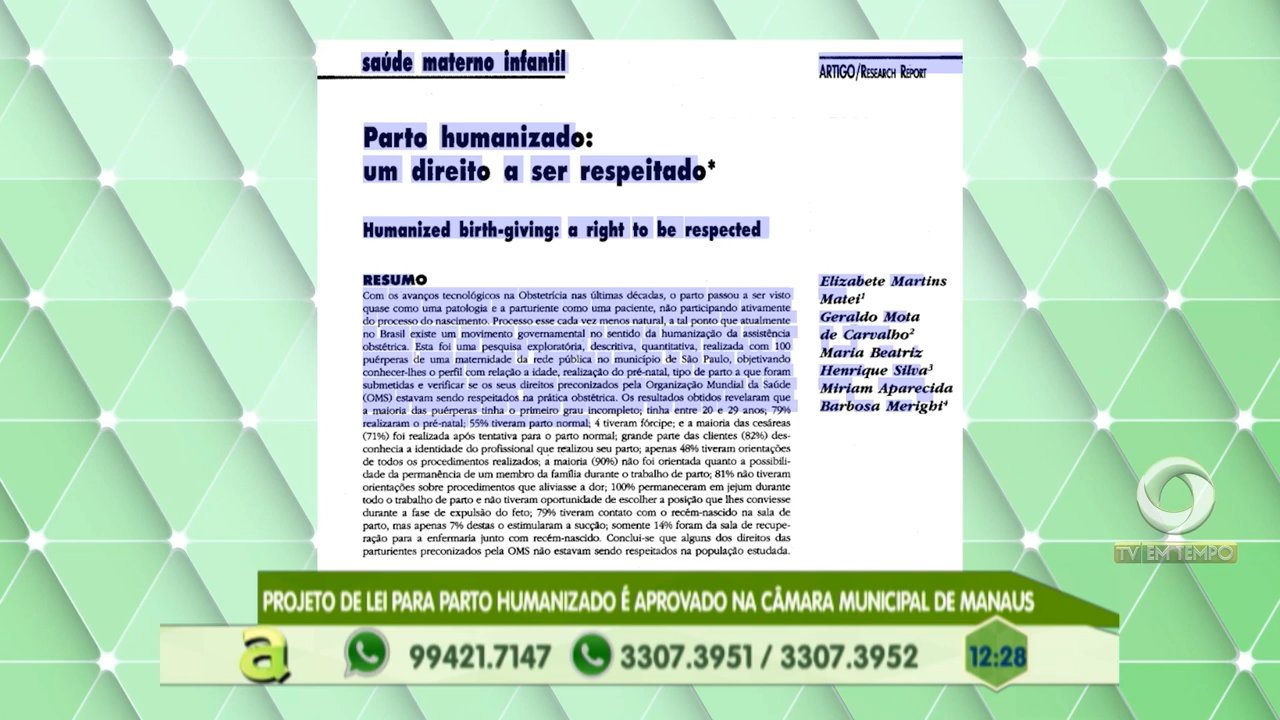 saúde materno infantil
ARTIGO/RESEARCH REPORT
Parto humanizado:
um direito a ser respeitado*
Humanized birth-giving: a right to be respected
RESUMO
Com os avanços tecnológicos na Obstetrícia nas últimas décadas, o parto passou a ser visto
quase como uma patologia e a parturiente como uma paciente, não participando ativamente
do processo do nascimento. Processo esse cada vez menos natural, a tal ponto que atualmente
no Brasil existe um movimento governamental no sentido da humanização da assistência
obstétrica. Esta foi uma pesquisa exploratória, descritiva, quantitativa, realizada com 100
puérperas de uma maternidade da rede pública no município de São Paulo, objetivando
conhecer-lhes o perfil com relação a idade, realização do pré-natal, tipo de parto a que foram
submetidas e verificar se os seus direitos preconizados pela Organização Mundial da Saúde
(OMS) estavam sendo respeitados na prática obstétrica. Os resultados obtidos revelaram que
a maioria das puérperas tinha o primeiro grau incompleto; tinha entre 20 e 29 anos; 79%
realizaram o pré-natal; 55% tiveram parto normal; 4 tiveram fórcipe; e a maioria das cesáreas
(71%) foi realizada após tentativa para o parto normal; grande parte das clientes (82%) des-
conhecia a identidade do profissional que realizou seu parto; apenas 48% tiveram orientações
de todos os procedimentos realizados; a maioria (90%) não foi orientada quanto a possibili-
dade da permanência de um membro da família durante o trabalho de parto; 81% não tiveram
orientações sobre procedimentos que aliviasse a dor; 100% permaneceram em jejum durante
todo o trabalho de parto e não tiveram oportunidade de escolher a posição que lhes conviesse
durante a fase de expulsão do feto; 79% tiveram contato com o recém-nascido na sala de
parto, mas apenas 7% destas o estimularam a sucção; somente 14% foram da sala de recupe-
ração para a enfermaria junto com recém-nascido. Conclui-se que alguns dos direitos das
parturientes preconizados pela OMS não estavam sendo respeitados na população estudada.
Elizabete Martins
Matei¹
Geraldo Mota
de Carvalho²
Maria Beatriz
Henrique Silva³
Miriam Aparecida
Barbosa Merighi⁴
TV EM TEMPO
PROJETO DE LEI PARA PARTO HUMANIZADO É APROVADO NA CÂMARA MUNICIPAL DE MANAUS
a 99421.7147 3307.3951 / 3307.3952 12:28